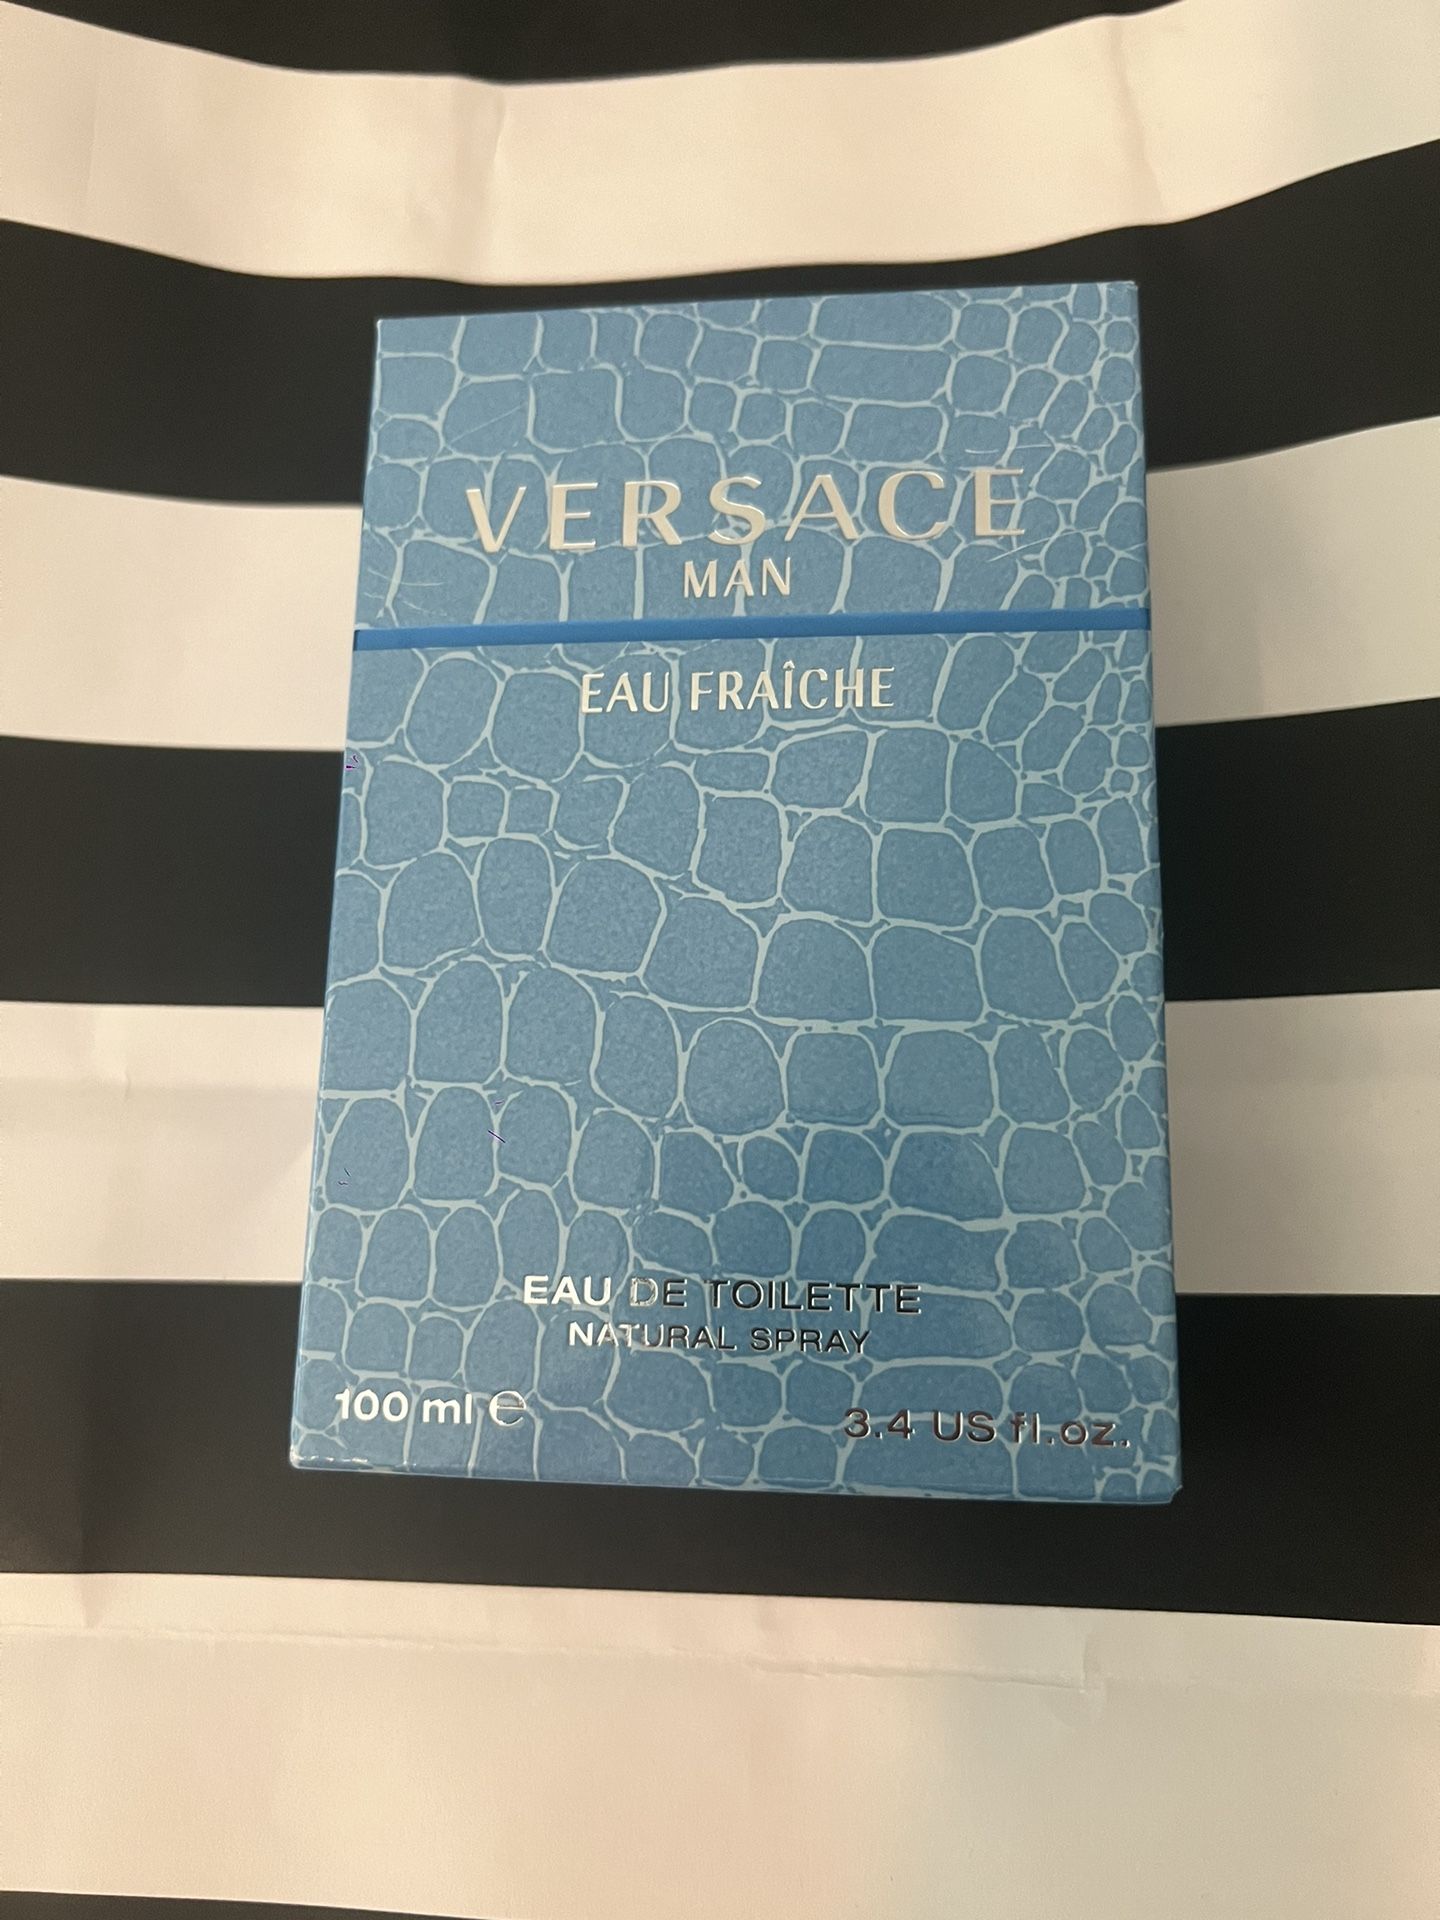 VERSACE
MAN
EAU FRAÎCHE
EAU DE TOILETTE
NATURAL SPRAY
100 ml ℮
3.4 US fl.oz.